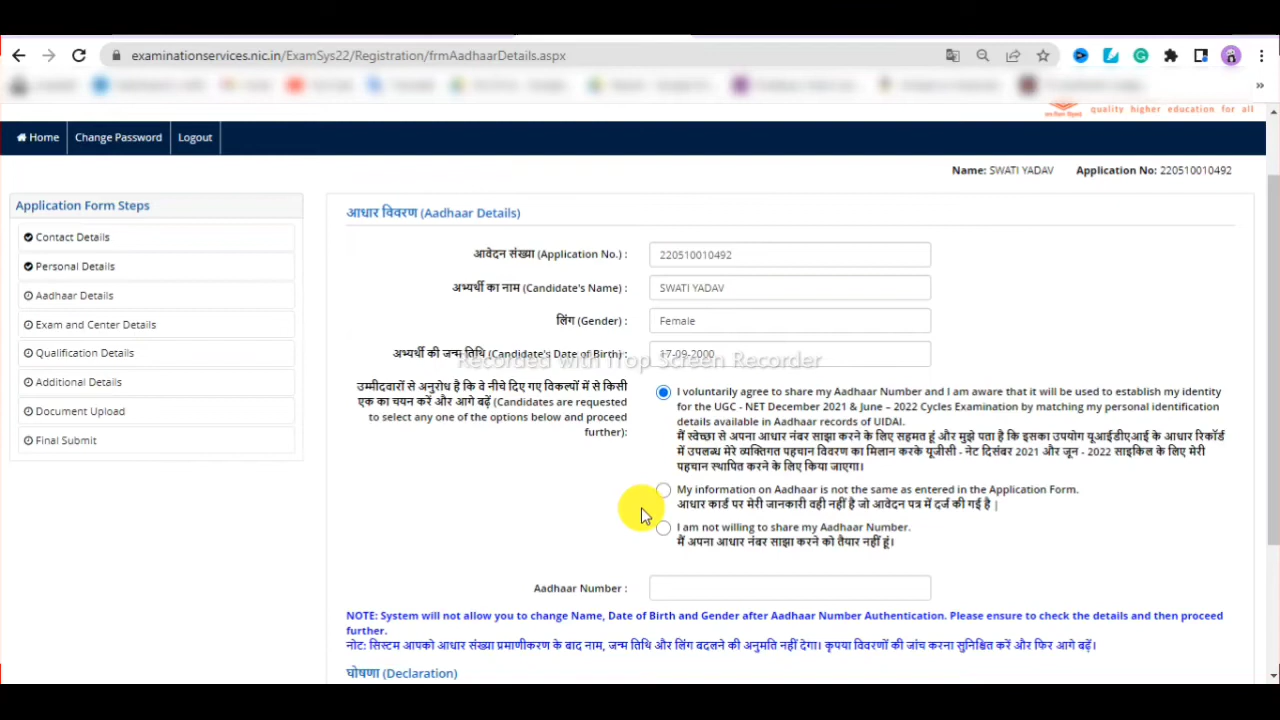 examinationservices.nic.in/ExamSys22/Registration/frmAadhaarDetails.aspx
quality higher education for all
Home
Change Password
Logout
Name: SWATI YADAV
Application No: 220510010492
Application Form Steps
Contact Details
Personal Details
Aadhaar Details
Exam and Center Details
Qualification Details
Additional Details
Document Upload
Final Submit
आधार विवरण (Aadhaar Details)
आवेदन संख्या (Application No.) :
220510010492
अभ्यर्थी का नाम (Candidate's Name) :
SWATI YADAV
लिंग (Gender) :
Female
अभ्यर्थी की जन्म तिथि (Candidate's Date of Birth) :
17-09-2000
Recorded with iTop Screen Recorder
उम्मीदवारों से अनुरोध है कि वे नीचे दिए गए विकल्पों में से किसी
एक का चयन करें और आगे बढ़ें (Candidates are requested
to select any one of the options below and proceed
further):
I voluntarily agree to share my Aadhaar Number and I am aware that it will be used to establish my identity
for the UGC - NET December 2021 & June – 2022 Cycles Examination by matching my personal identification
details available in Aadhaar records of UIDAI.
मैं स्वेच्छा से अपना आधार नंबर साझा करने के लिए सहमत हूं और मुझे पता है कि इसका उपयोग यूआईडीएआई के आधार रिकॉर्ड
में उपलब्ध मेरे व्यक्तिगत पहचान विवरण का मिलान करके यूजीसी - नेट दिसंबर 2021 और जून - 2022 साइकिल के लिए मेरी
पहचान स्थापित करने के लिए किया जाएगा।
My information on Aadhaar is not the same as entered in the Application Form.
आधार कार्ड पर मेरी जानकारी वही नहीं है जो आवेदन पत्र में दर्ज की गई है |
I am not willing to share my Aadhaar Number.
मैं अपना आधार नंबर साझा करने को तैयार नहीं हूं।
Aadhaar Number :
NOTE: System will not allow you to change Name, Date of Birth and Gender after Aadhaar Number Authentication. Please ensure to check the details and then proceed
further.
नोट: सिस्टम आपको आधार संख्या प्रमाणीकरण के बाद नाम, जन्म तिथि और लिंग बदलने की अनुमति नहीं देगा। कृपया विवरणों की जांच करना सुनिश्चित करें और फिर आगे बढ़ें।
घोषणा (Declaration)